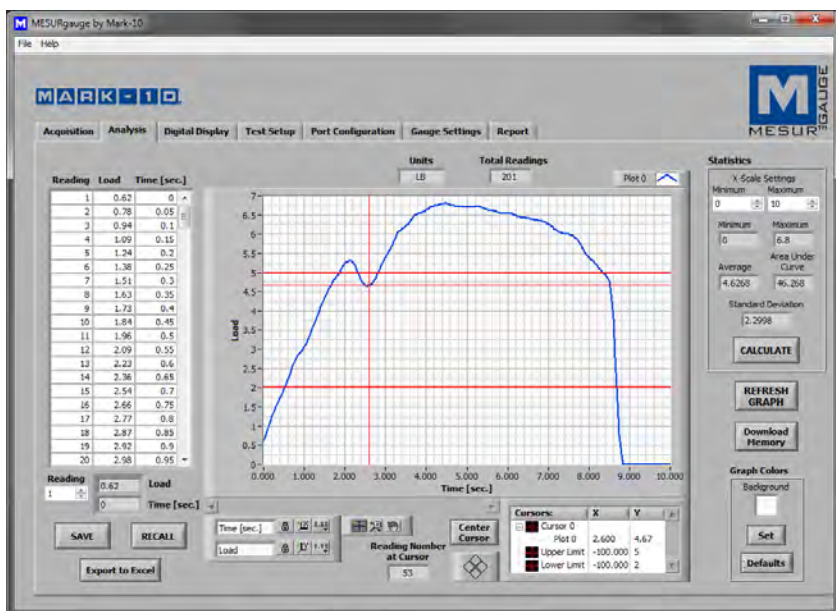 MESURgauge by Mark-10
File Help
MARK-10
M
MESUR GAUGE
Acquisition Analysis Digital Display Test Setup Port Configuration Gauge Settings Report
Units Total Readings
LB 201
Plot 0
Reading Load Time [sec.]
1 0.62 0
2 0.78 0.05
3 0.94 0.1
4 1.09 0.15
5 1.24 0.2
6 1.38 0.25
7 1.51 0.3
8 1.63 0.35
9 1.73 0.4
10 1.84 0.45
11 1.96 0.5
12 2.09 0.55
13 2.23 0.6
14 2.36 0.65
15 2.54 0.7
16 2.66 0.75
17 2.77 0.8
18 2.87 0.85
19 2.92 0.9
20 2.98 0.95
Reading
1
0.62 Load
0 Time [sec.]
SAVE RECALL
Export to Excel
Load
7-
6.5-
6-
5.5-
5-
4.5-
4-
3.5-
3-
2.5-
2-
1.5-
1-
0.5-
0-
0.000 1.000 2.000 3.000 4.000 5.000 6.000 7.000 8.000 9.000 10.000
Time [sec.]
Time [sec.]
Load
Reading Number
at Cursor
53
Center
Cursor
Cursors: X Y
Cursor 0
Plot 0 2.600 4.67
Upper Limit -100.000 5
Lower Limit -100.000 2
Statistics
X-Scale Settings
Minimum Maximum
0 10
Minimum Maximum
0 6.8
Average Area Under
Curve
4.6268 46.268
Standard Deviation
2.2998
CALCULATE
REFRESH
GRAPH
Download
Memory
Graph Colors
Background
Set
Defaults